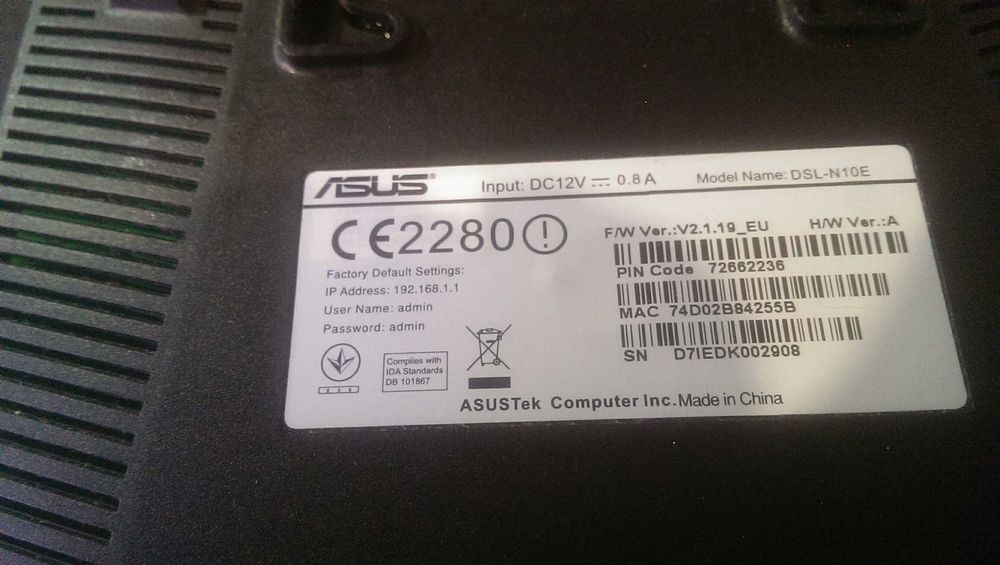 ASUS Input: DC12V 0.8A Model Name: DSL-N10E
CE2280
F/W Ver.:V2.1.19_EU H/W Ver.:A
PIN Code 72662236
MAC 74D02B84255B
SN D7IEDK002908
Factory Default Settings:
IP Address: 192.168.1.1
User Name: admin
Password: admin
Complies with
IDA Standards
DB 101867
ASUSTek Computer Inc. Made in China